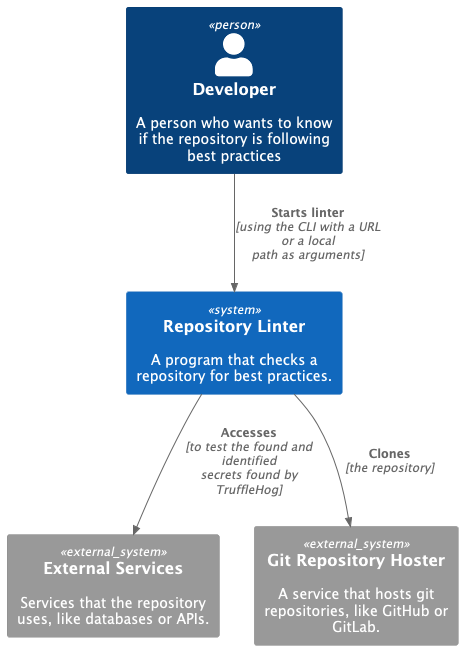 «person»
Developer
A person who wants to know
if the repository is following
best practices
Starts linter
[using the CLI with a URL
or a local
path as arguments]
«system»
Repository Linter
A program that checks a
repository for best practices.
Accesses
[to test the found and
identified
secrets found by
TruffleHog]
Clones
[the repository]
«external_system»
External Services
Services that the repository
uses, like databases or APIs.
«external_system»
Git Repository Hoster
A service that hosts git
repositories, like GitHub or
GitLab.